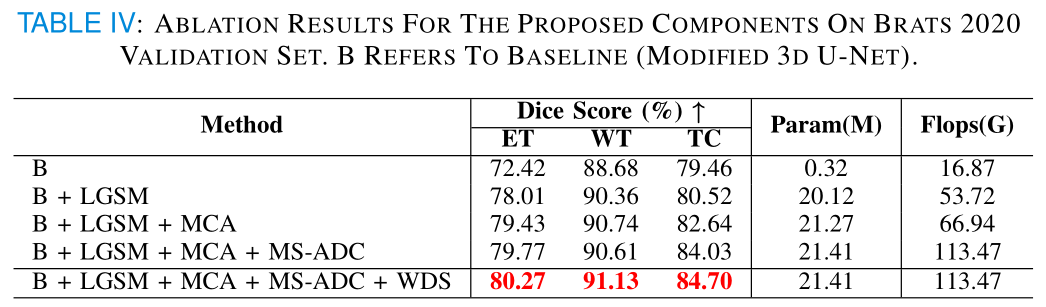 TABLE IV: ABLATION RESULTS FOR THE PROPOSED COMPONENTS ON BRATS 2020
VALIDATION SET. B REFERS TO BASELINE (MODIFIED 3D U-NET).
Method Dice Score (%) ↑ Param(M) Flops(G)
ET WT TC
B 72.42 88.68 79.46 0.32 16.87
B + LGSM 78.01 90.36 80.52 20.12 53.72
B + LGSM + MCA 79.43 90.74 82.64 21.27 66.94
B + LGSM + MCA + MS-ADC 79.77 90.61 84.03 21.41 113.47
B + LGSM + MCA + MS-ADC + WDS 80.27 91.13 84.70 21.41 113.47